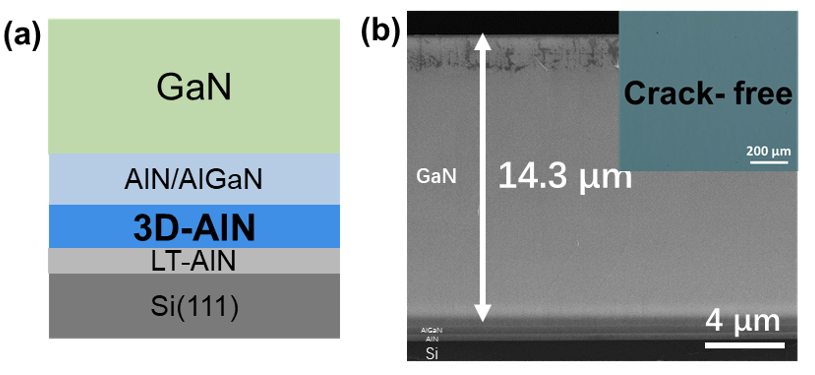 (a)
GaN
AlN/AlGaN
3D-AlN
LT-AlN
Si(111)
(b)
Crack- free
200 μm
GaN
14.3 μm
4 μm
AlGaN
AlN
Si